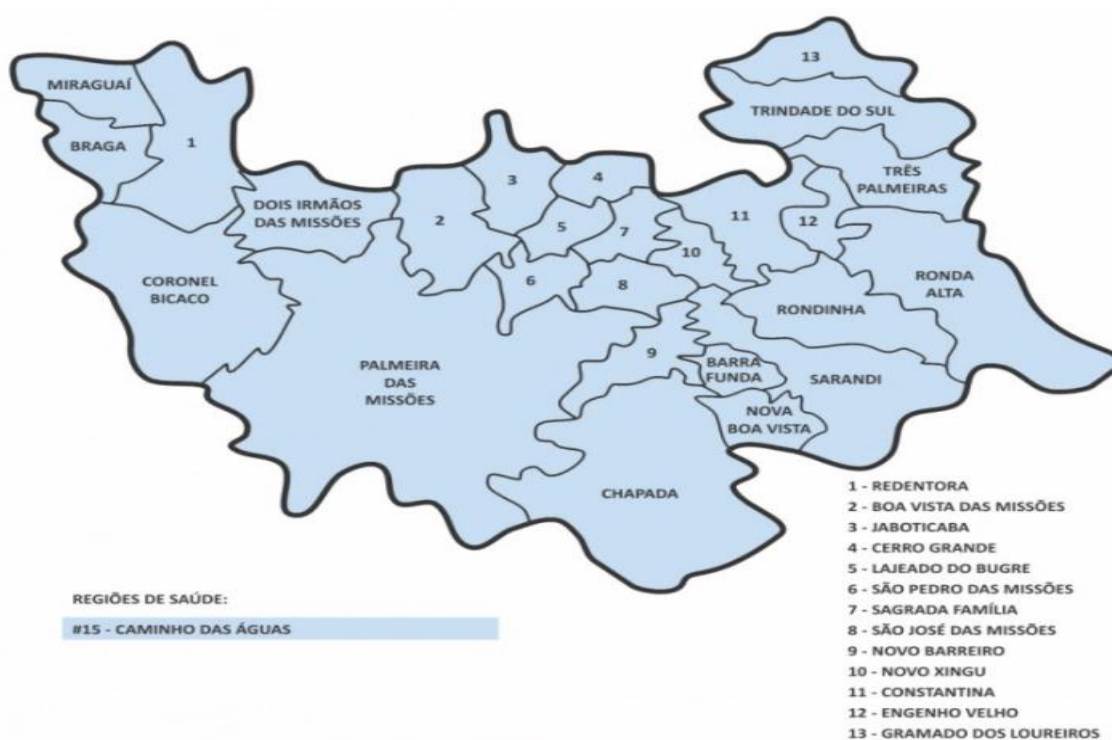 13
MIRAGUAÍ
TRINDADE DO SUL
BRAGA
1
TRÊS
PALMEIRAS
3
4
DOIS IRMÃOS
DAS MISSÕES
2
5
7
11
12
10
CORONEL
BICACO
6
8
RONDA
ALTA
RONDINHA
9
PALMEIRA
DAS
MISSÕES
BARRA
FUNDA
SARANDI
NOVA
BOA VISTA
CHAPADA
1 - REDENTORA
2 - BOA VISTA DAS MISSÕES
3 - JABOTICABA
4 - CERRO GRANDE
5 - LAJEADO DO BUGRE
6 - SÃO PEDRO DAS MISSÕES
7 - SAGRADA FAMÍLIA
8 - SÃO JOSÉ DAS MISSÕES
9 - NOVO BARREIRO
10 - NOVO XINGU
11 - CONSTANTINA
12 - ENGENHO VELHO
13 - GRAMADO DOS LOUREIROS
REGIÕES DE SAÚDE:
#15 - CAMINHO DAS ÁGUAS